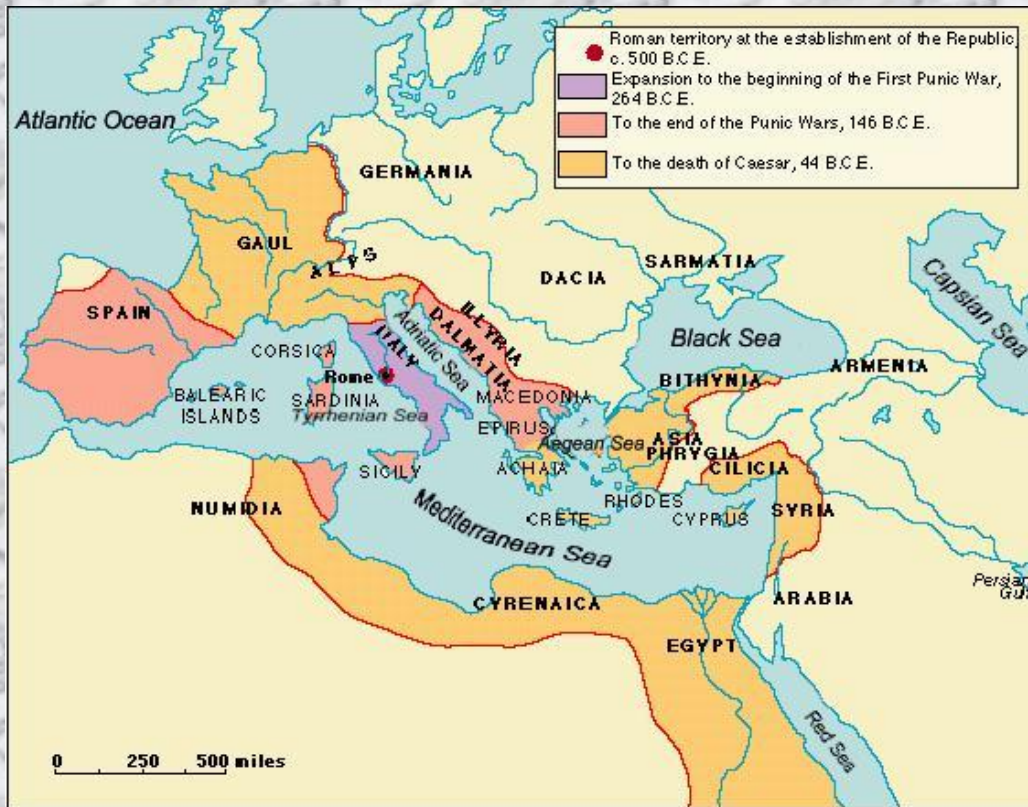 Roman territory at the establishment of the Republic,
c. 500 B.C.E.
Expansion to the beginning of the First Punic War,
264 B.C.E.
To the end of the Punic Wars, 146 B.C.E.
To the death of Caesar, 44 B.C.E.
Atlantic Ocean
GERMANIA
GAUL
ALPS
SARMATIA
DACIA
Capsian Sea
SPAIN
ILLYRIA
DALMATIA
Adriatic Sea
ITALY
Black Sea
CORSICA
ARMENIA
Rome
BITHYNIA
BALEARIC
ISLANDS
SARDINIA
Tyrrhenian Sea
MACEDONIA
EPIRUS
Aegean Sea
ASIA
PHRYGIA
ACHAIA
SICILY
CILICIA
NUMIDIA
RHODES
CRETE
CYPRUS
SYRIA
Mediterranean Sea
Persian
CYRENAICA
ARABIA
EGYPT
Red Sea
0 250 500 miles